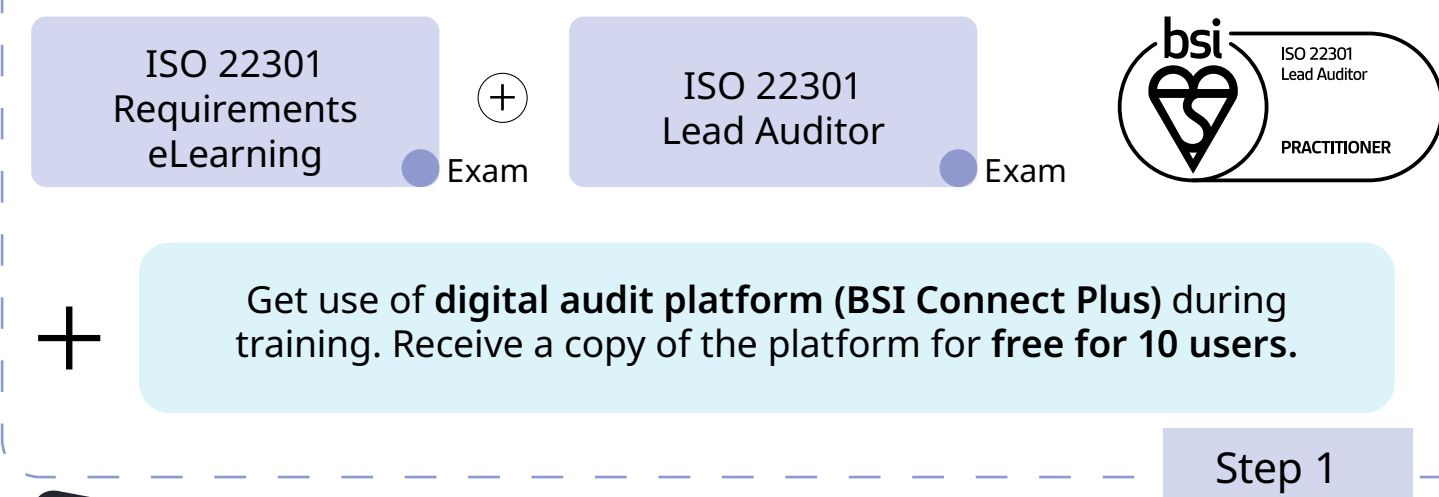 ISO 22301
Requirements
eLearning
Exam
ISO 22301
Lead Auditor
Exam
bsi
ISO 22301
Lead Auditor
PRACTITIONER
Get use of digital audit platform (BSI Connect Plus) during
training. Receive a copy of the platform for free for 10 users.
Step 1